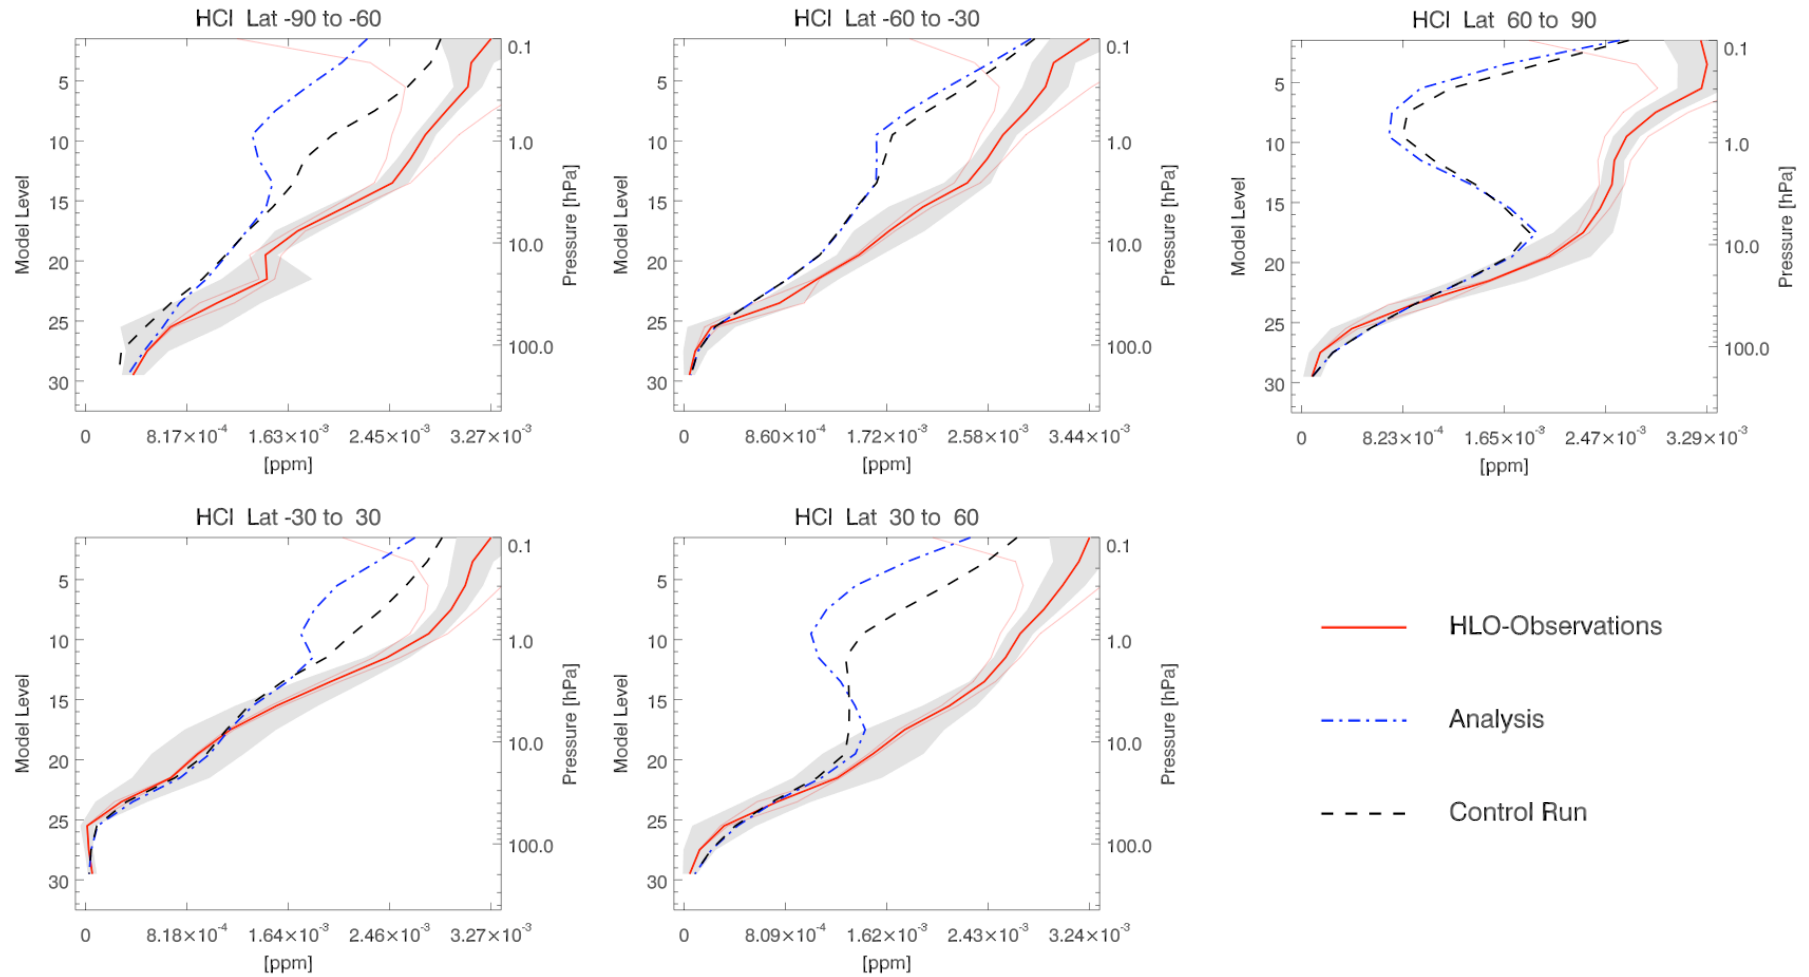 HCl Lat -90 to -60
0.1
5
1.0
10
15
10.0
20
25
100.0
30
Model Level
Pressure [hPa]
0 8.17×10⁻⁴ 1.63×10⁻³ 2.45×10⁻³ 3.27×10⁻³
[ppm]
HCl Lat -60 to -30
0.1
5
1.0
10
15
10.0
20
25
100.0
30
Model Level
Pressure [hPa]
0 8.60×10⁻⁴ 1.72×10⁻³ 2.58×10⁻³ 3.44×10⁻³
[ppm]
HCl Lat 60 to 90
0.1
5
1.0
10
15
10.0
20
25
100.0
30
Model Level
Pressure [hPa]
0 8.23×10⁻⁴ 1.65×10⁻³ 2.47×10⁻³ 3.29×10⁻³
[ppm]
HCl Lat -30 to 30
0.1
5
1.0
10
15
10.0
20
25
100.0
30
Model Level
Pressure [hPa]
0 8.18×10⁻⁴ 1.64×10⁻³ 2.46×10⁻³ 3.27×10⁻³
[ppm]
HCl Lat 30 to 60
0.1
5
1.0
10
15
10.0
20
25
100.0
30
Model Level
Pressure [hPa]
0 8.09×10⁻⁴ 1.62×10⁻³ 2.43×10⁻³ 3.24×10⁻³
[ppm]
HLO-Observations
Analysis
Control Run